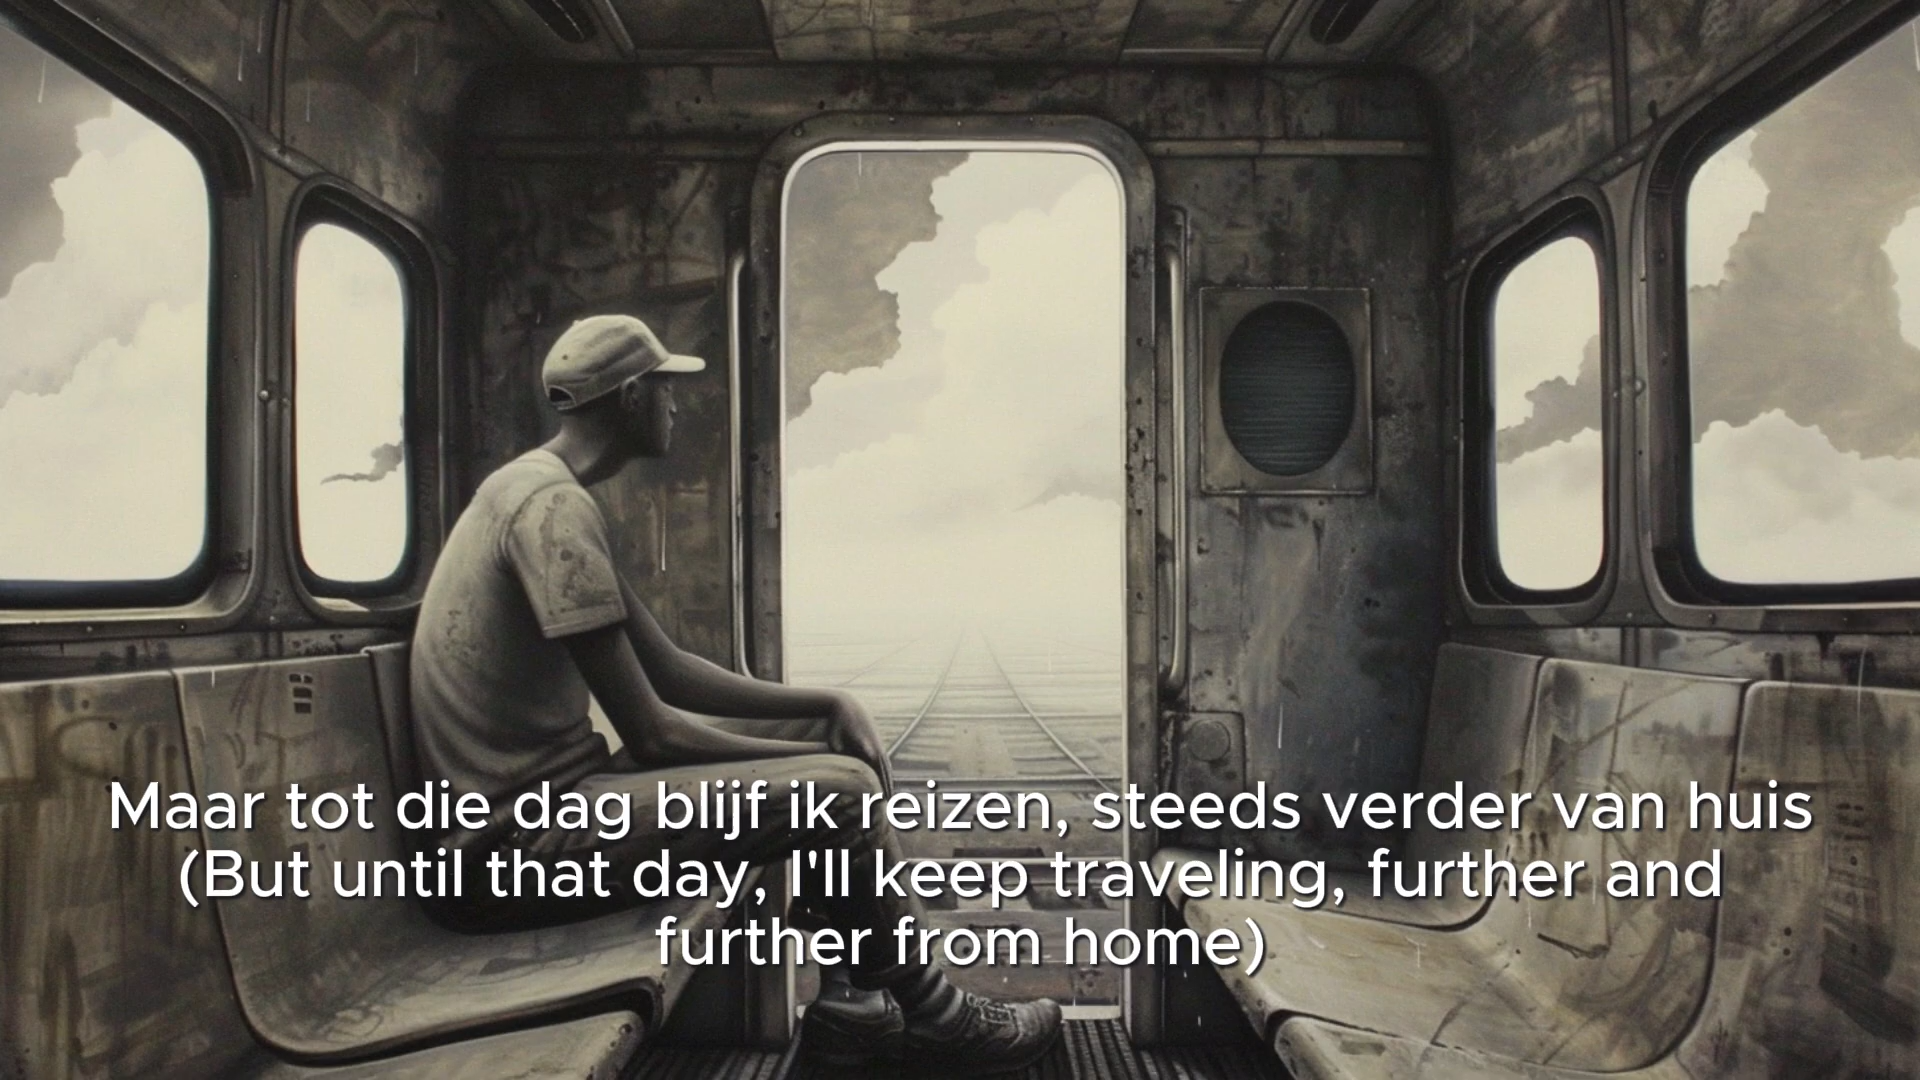 Maar tot die dag blijf ik reizen, steeds verder van huis
(But until that day, I'll keep traveling, further and
further from home)